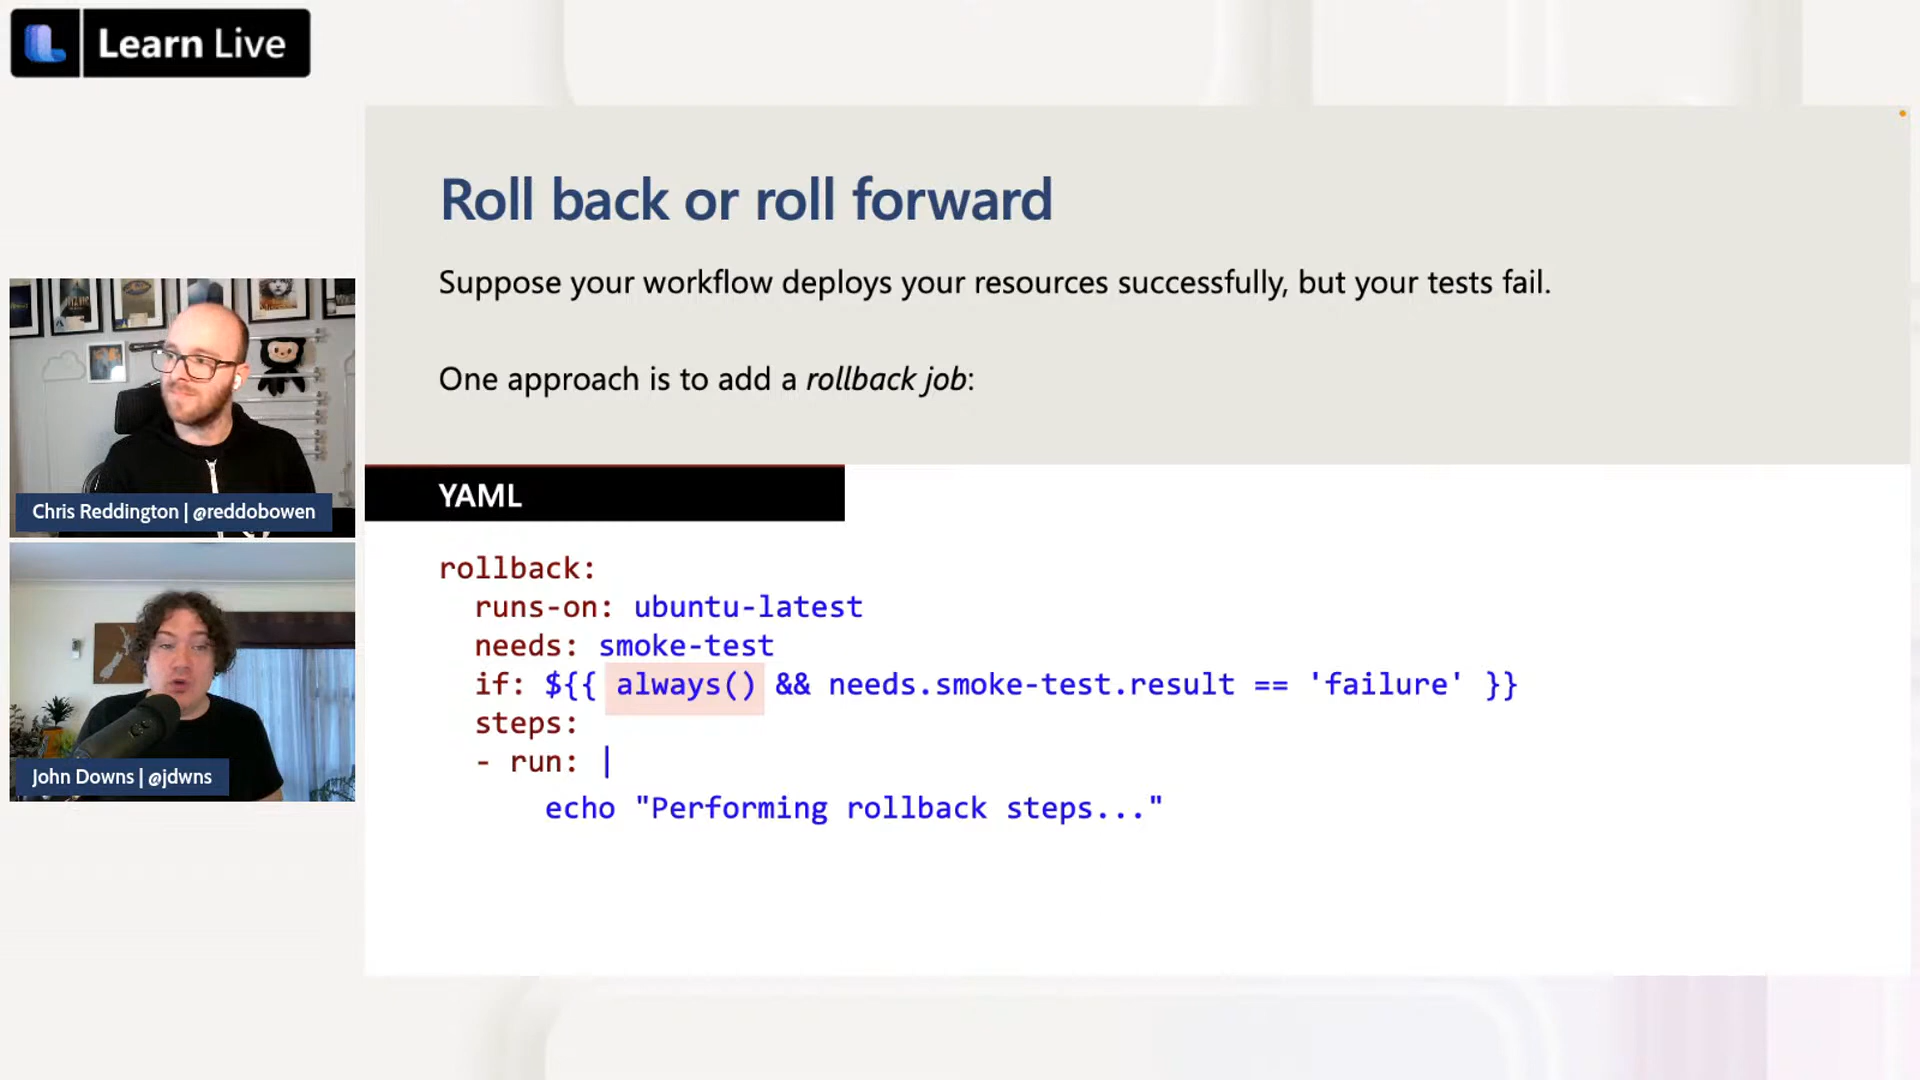 Learn Live
Roll back or roll forward
Suppose your workflow deploys your resources successfully, but your tests fail.
One approach is to add a rollback job:
YAML
rollback:
runs-on: ubuntu-latest
needs: smoke-test
if: ${{ always() && needs.smoke-test.result == 'failure' }}
steps:
- run: |
echo "Performing rollback steps..."
Chris Reddington | @reddobowen
John Downs | @jdwns